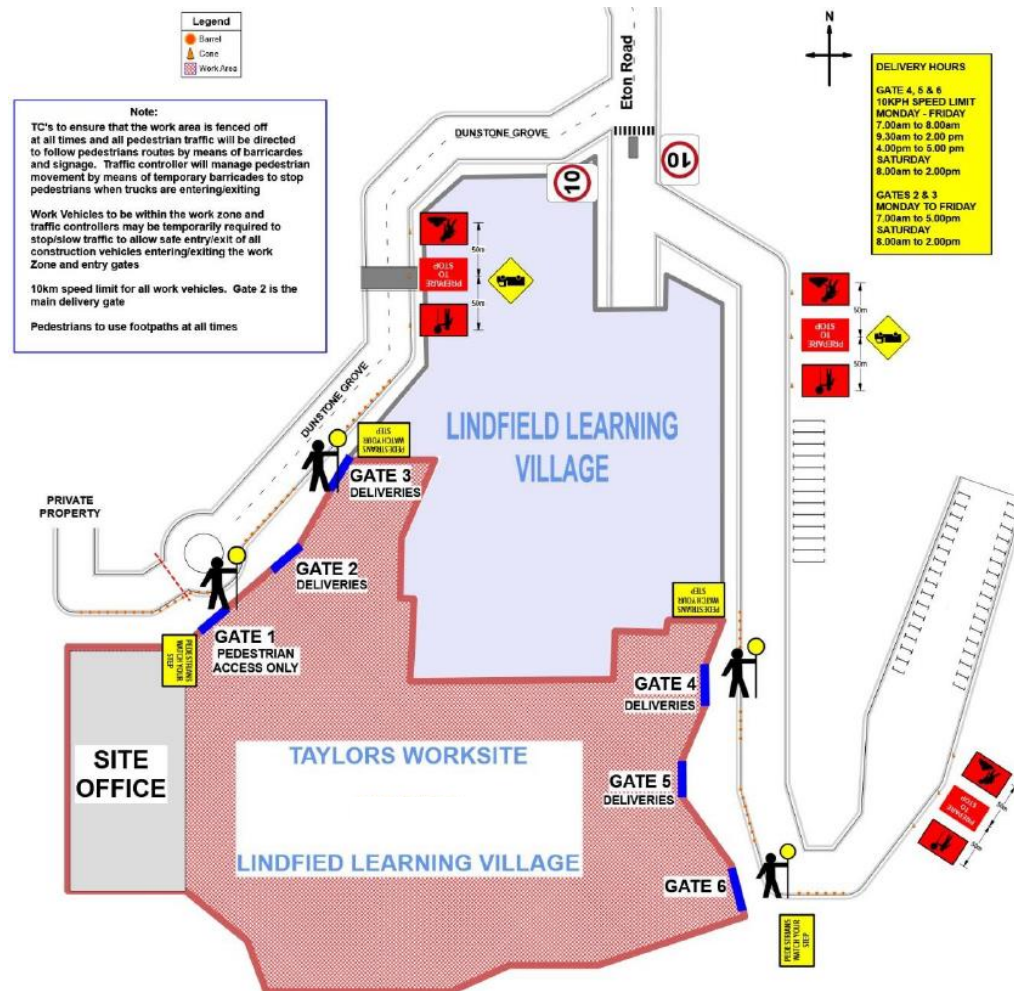 Legend
Barrel
Cone
Work Area
N
Eton Road
DUNSTONE GROVE
10
10
DELIVERY HOURS
GATE 4, 5 & 6
10KPH SPEED LIMIT
MONDAY - FRIDAY
7.00am to 8.00am
9.30am to 2.00 pm
4.00pm to 5.00 pm
SATURDAY
8.00am to 2.00pm
GATES 2 & 3
MONDAY TO FRIDAY
7.00am to 5.00pm
SATURDAY
8.00am to 2.00pm
Note:
TC's to ensure that the work area is fenced off
at all times and all pedestrian traffic will be directed
to follow pedestrians routes by means of barricardes
and signage. Traffic controller will manage pedestrian
movement by means of temporary barricades to stop
pedestrians when trucks are entering/exiting
Work Vehicles to be within the work zone and
traffic controllers may be temporarily required to
stop/slow traffic to allow safe entry/exit of all
construction vehicles entering/exiting the work
Zone and entry gates
10km speed limit for all work vehicles. Gate 2 is the
main delivery gate
Pedestrians to use footpaths at all times
PREPARE
TO
STOP
50m
50m
PREPARE
TO
STOP
50m
50m
DUNSTONE GROVE
LINDFIELD LEARNING
VILLAGE
PEDESTRIANS
WATCH YOUR
STEP
GATE 3
DELIVERIES
PRIVATE
PROPERTY
GATE 2
DELIVERIES
PEDESTRIANS
WATCH YOUR
STEP
GATE 1
PEDESTRIAN
ACCESS ONLY
PEDESTRIANS
WATCH YOUR
STEP
GATE 4
DELIVERIES
SITE
OFFICE
TAYLORS WORKSITE
GATE 5
DELIVERIES
PREPARE
TO
STOP
50m
50m
LINDFIED LEARNING VILLAGE
GATE 6
PEDESTRIANS
WATCH YOUR
STEP